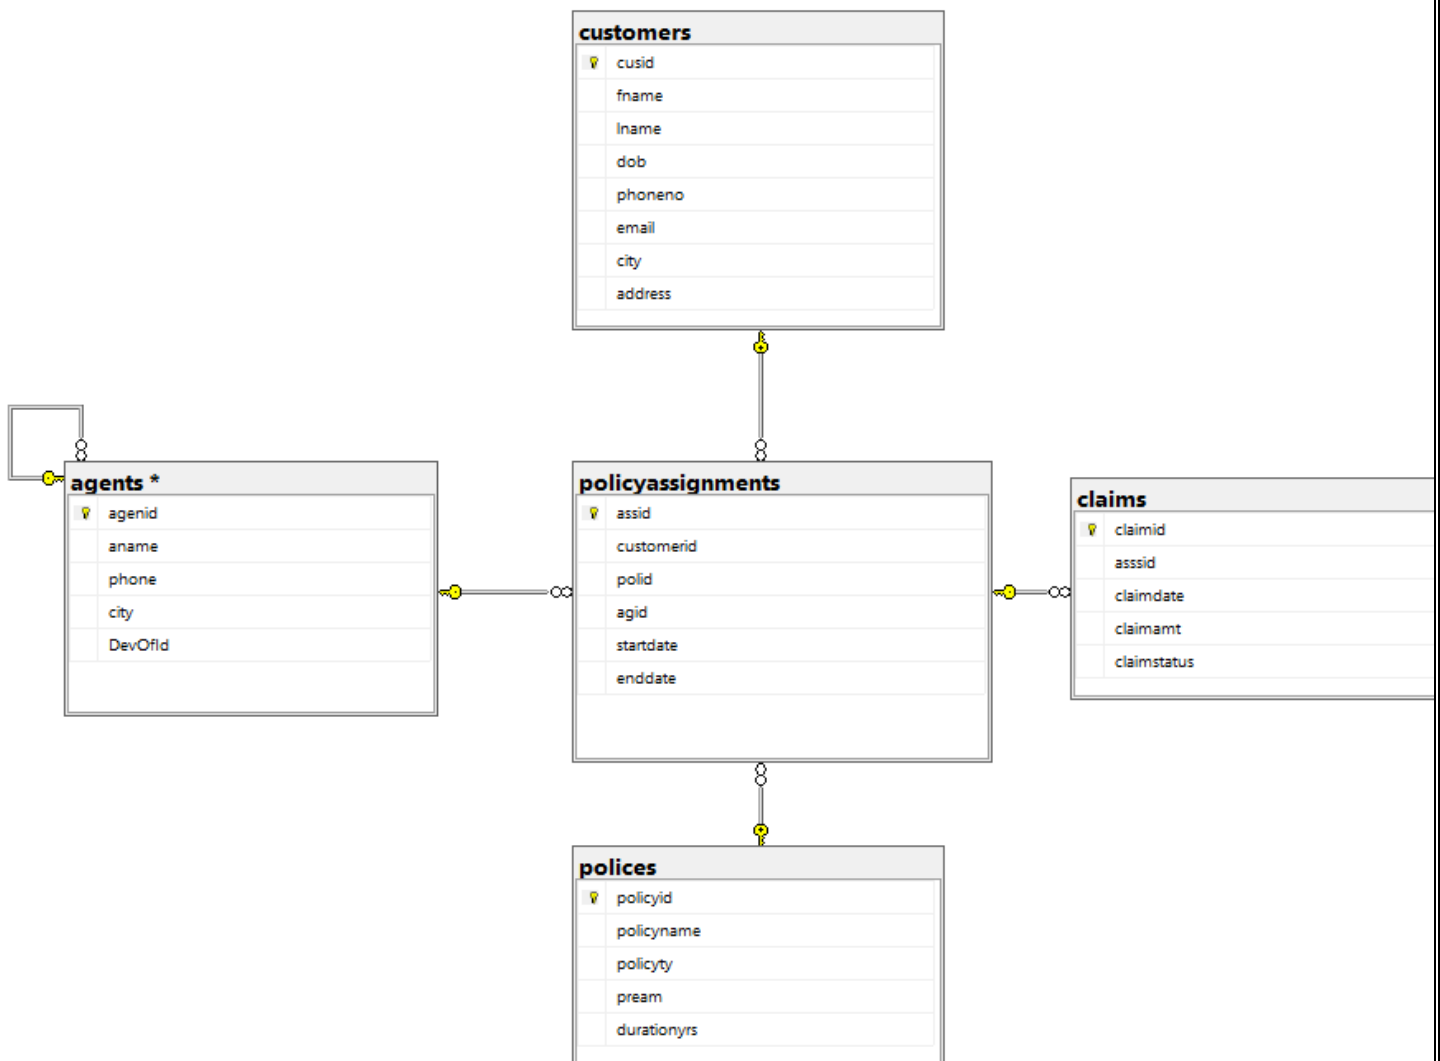 customers
cusid
fname
lname
dob
phoneno
email
city
address
agents *
agenid
aname
phone
city
DevOfId
policyassignments
assid
customerid
polid
agid
startdate
enddate
claims
claimid
asssid
claimdate
claimamt
claimstatus
polices
policyid
policyname
policyty
pream
durationyrs